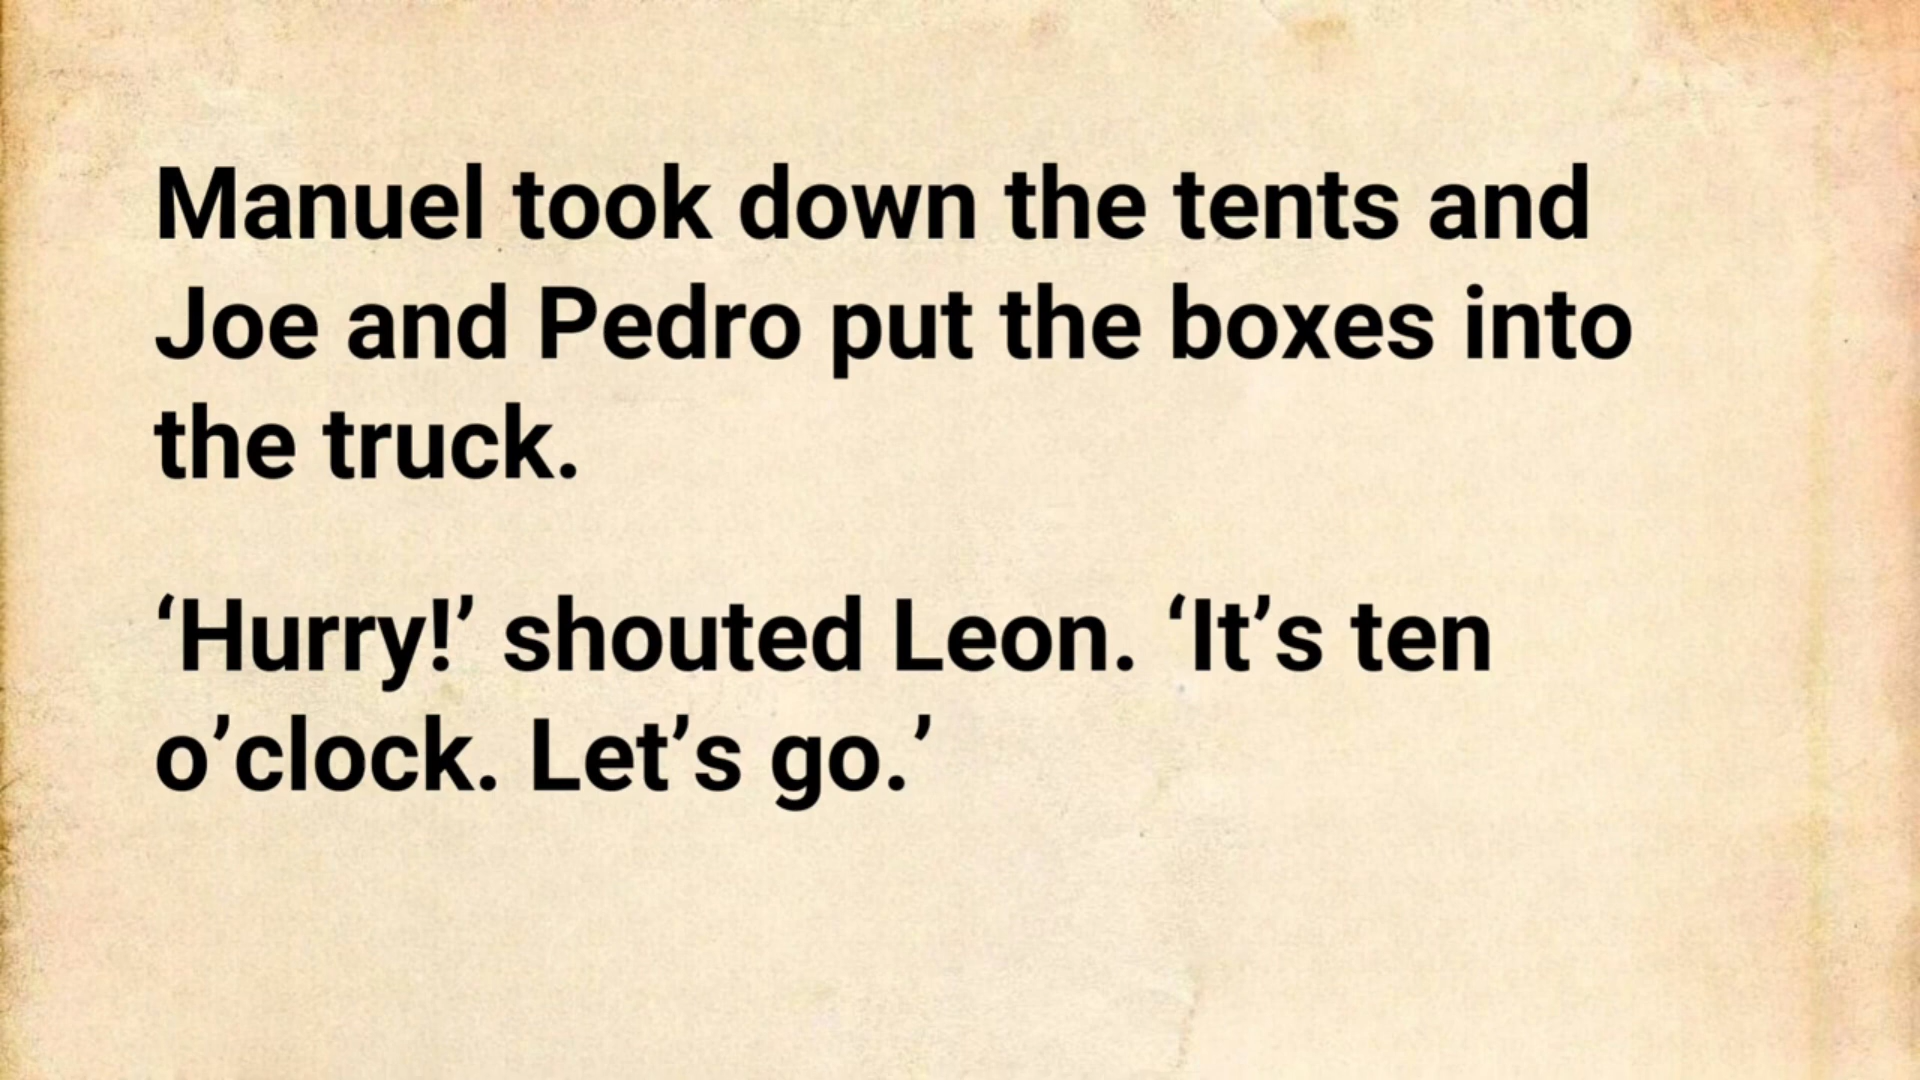 Manuel took down the tents and
Joe and Pedro put the boxes into
the truck.
‘Hurry!’ shouted Leon. ‘It’s ten
o’clock. Let’s go.’